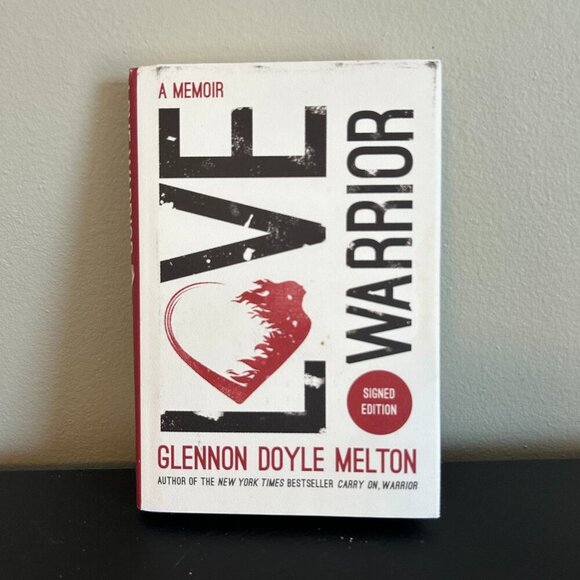 A MEMOIR
LOVE
WARRIOR
SIGNED
EDITION
GLENNON DOYLE MELTON
AUTHOR OF THE NEW YORK TIMES BESTSELLER CARRY ON, WARRIOR